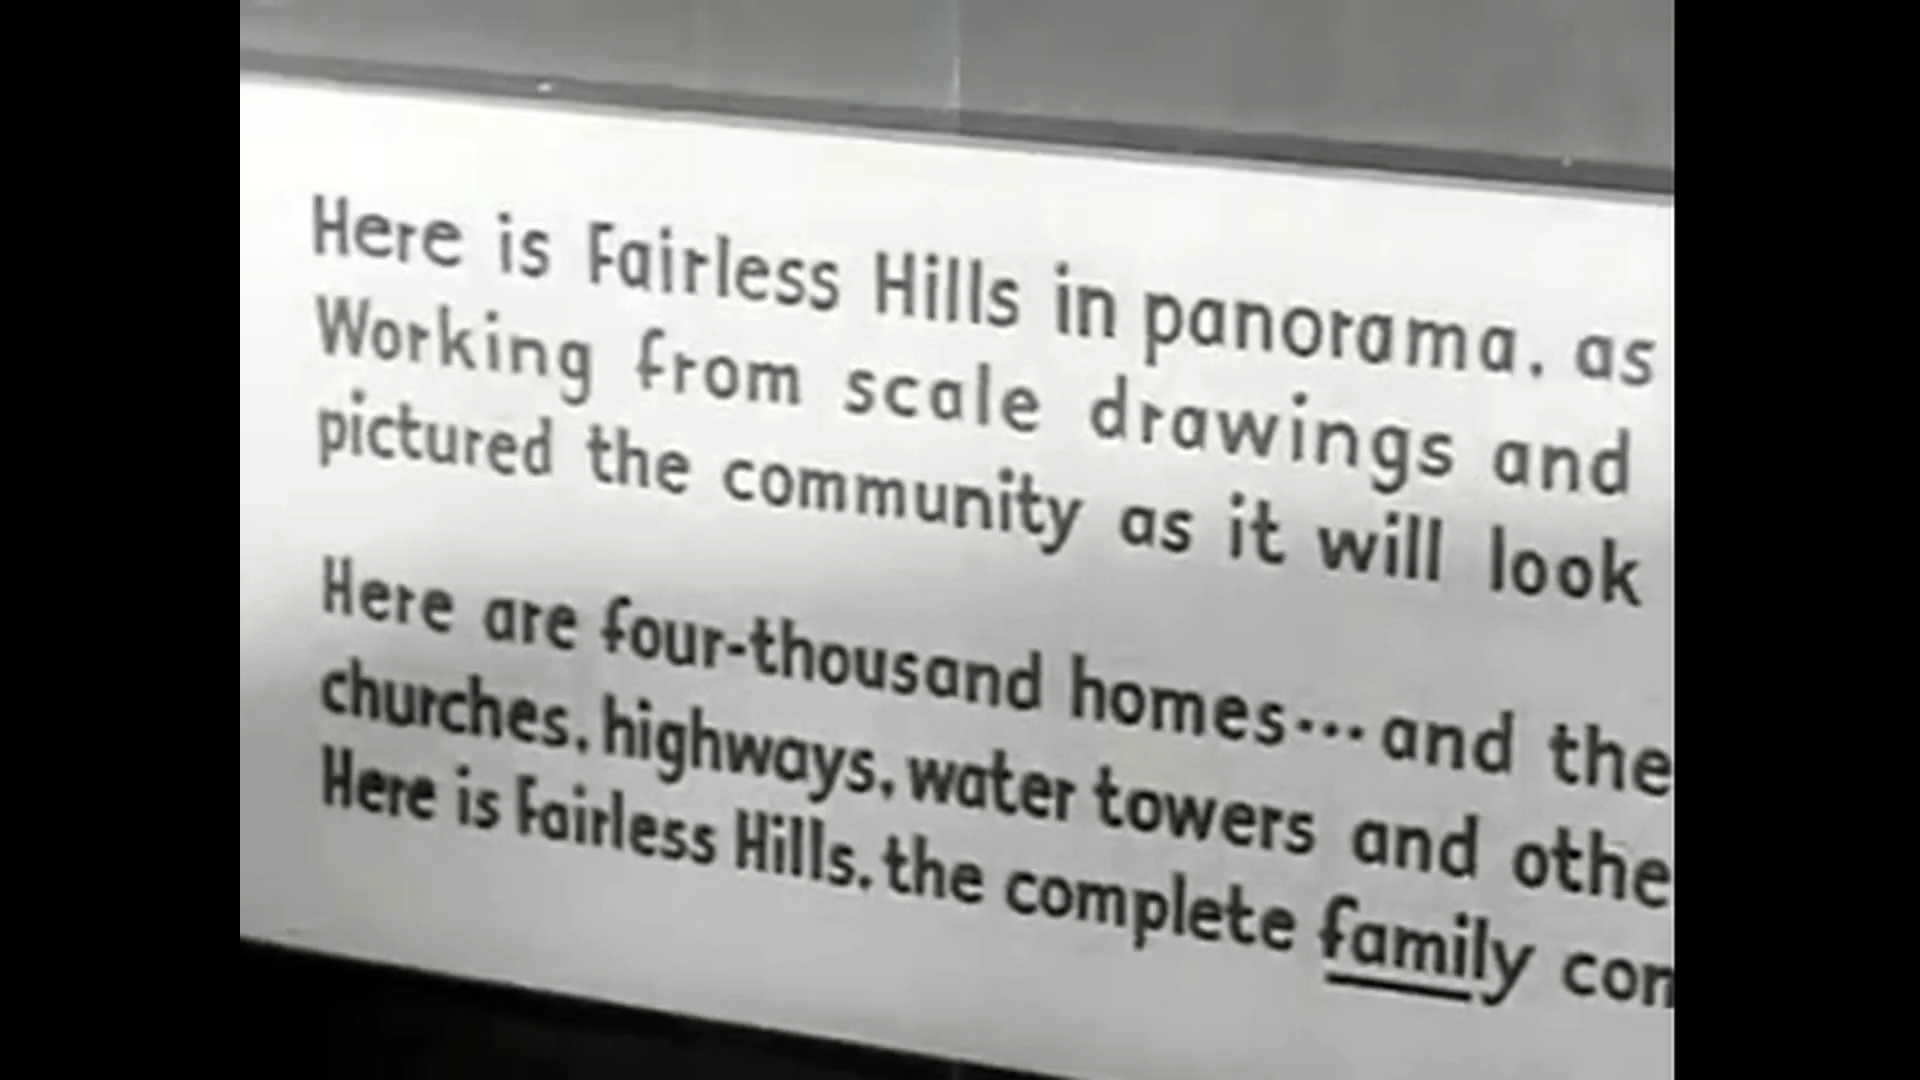 Here is Fairless Hills in panorama, as
Working from scale drawings and
pictured the community as it will look
Here are four-thousand homes...and the
churches, highways, water towers and othe
Here is Fairless Hills, the complete family con